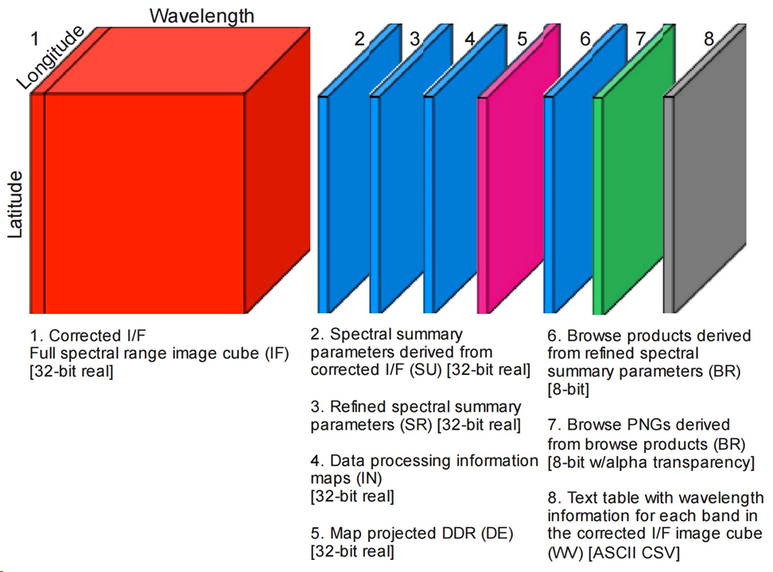 Wavelength
1
Longitude
Latitude
2
3
4
5
6
7
8
1. Corrected I/F
Full spectral range image cube (IF)
[32-bit real]
2. Spectral summary
parameters derived from
corrected I/F (SU) [32-bit real]
3. Refined spectral summary
parameters (SR) [32-bit real]
4. Data processing information
maps (IN)
[32-bit real]
5. Map projected DDR (DE)
[32-bit real]
6. Browse products derived
from refined spectral
summary parameters (BR)
[8-bit]
7. Browse PNGs derived
from browse products (BR)
[8-bit w/alpha transparency]
8. Text table with wavelength
information for each band in
the corrected I/F image cube
(WV) [ASCII CSV]